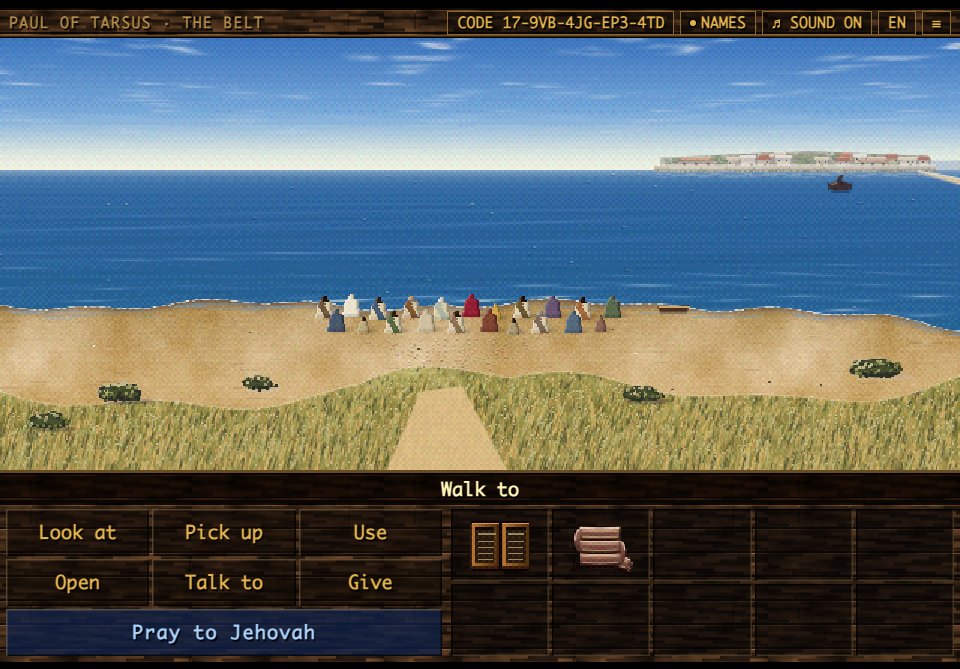 PAUL OF TARSUS · THE BELT
CODE 17-9VB-4JG-EP3-4TD
• NAMES
♬ SOUND ON
EN
≡
Walk to
Look at
Pick up
Use
Open
Talk to
Give
Pray to Jehovah